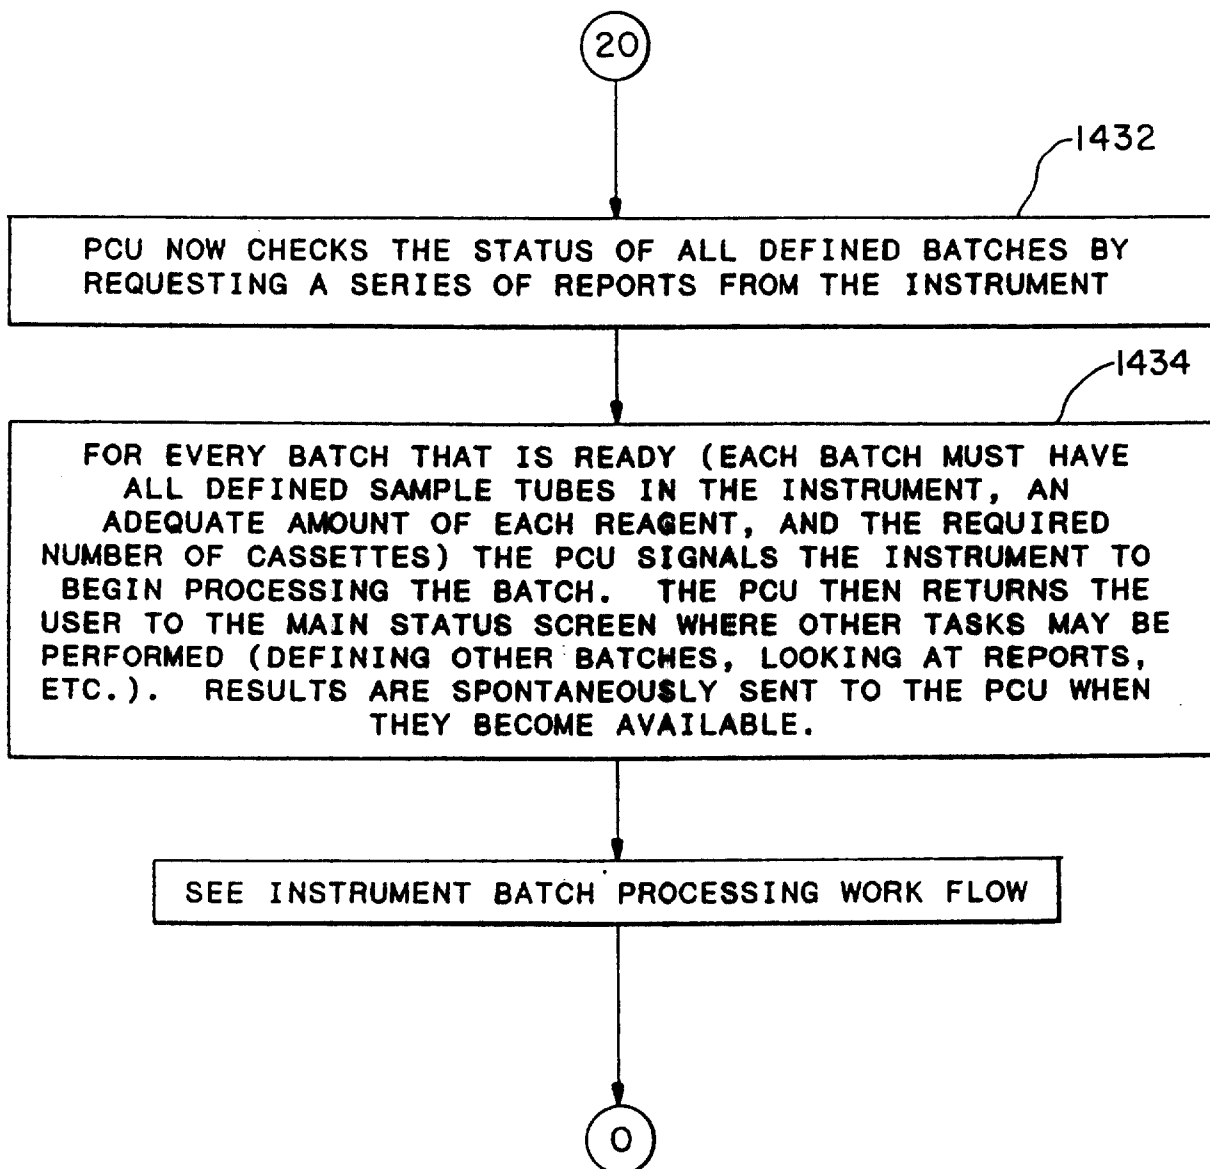 20
1432
PCU NOW CHECKS THE STATUS OF ALL DEFINED BATCHES BY
REQUESTING A SERIES OF REPORTS FROM THE INSTRUMENT
1434
FOR EVERY BATCH THAT IS READY (EACH BATCH MUST HAVE
ALL DEFINED SAMPLE TUBES IN THE INSTRUMENT, AN
ADEQUATE AMOUNT OF EACH REAGENT, AND THE REQUIRED
NUMBER OF CASSETTES) THE PCU SIGNALS THE INSTRUMENT TO
BEGIN PROCESSING THE BATCH. THE PCU THEN RETURNS THE
USER TO THE MAIN STATUS SCREEN WHERE OTHER TASKS MAY BE
PERFORMED (DEFINING OTHER BATCHES, LOOKING AT REPORTS,
ETC.). RESULTS ARE SPONTANEOUSLY SENT TO THE PCU WHEN
THEY BECOME AVAILABLE.
SEE INSTRUMENT BATCH PROCESSING WORK FLOW
O